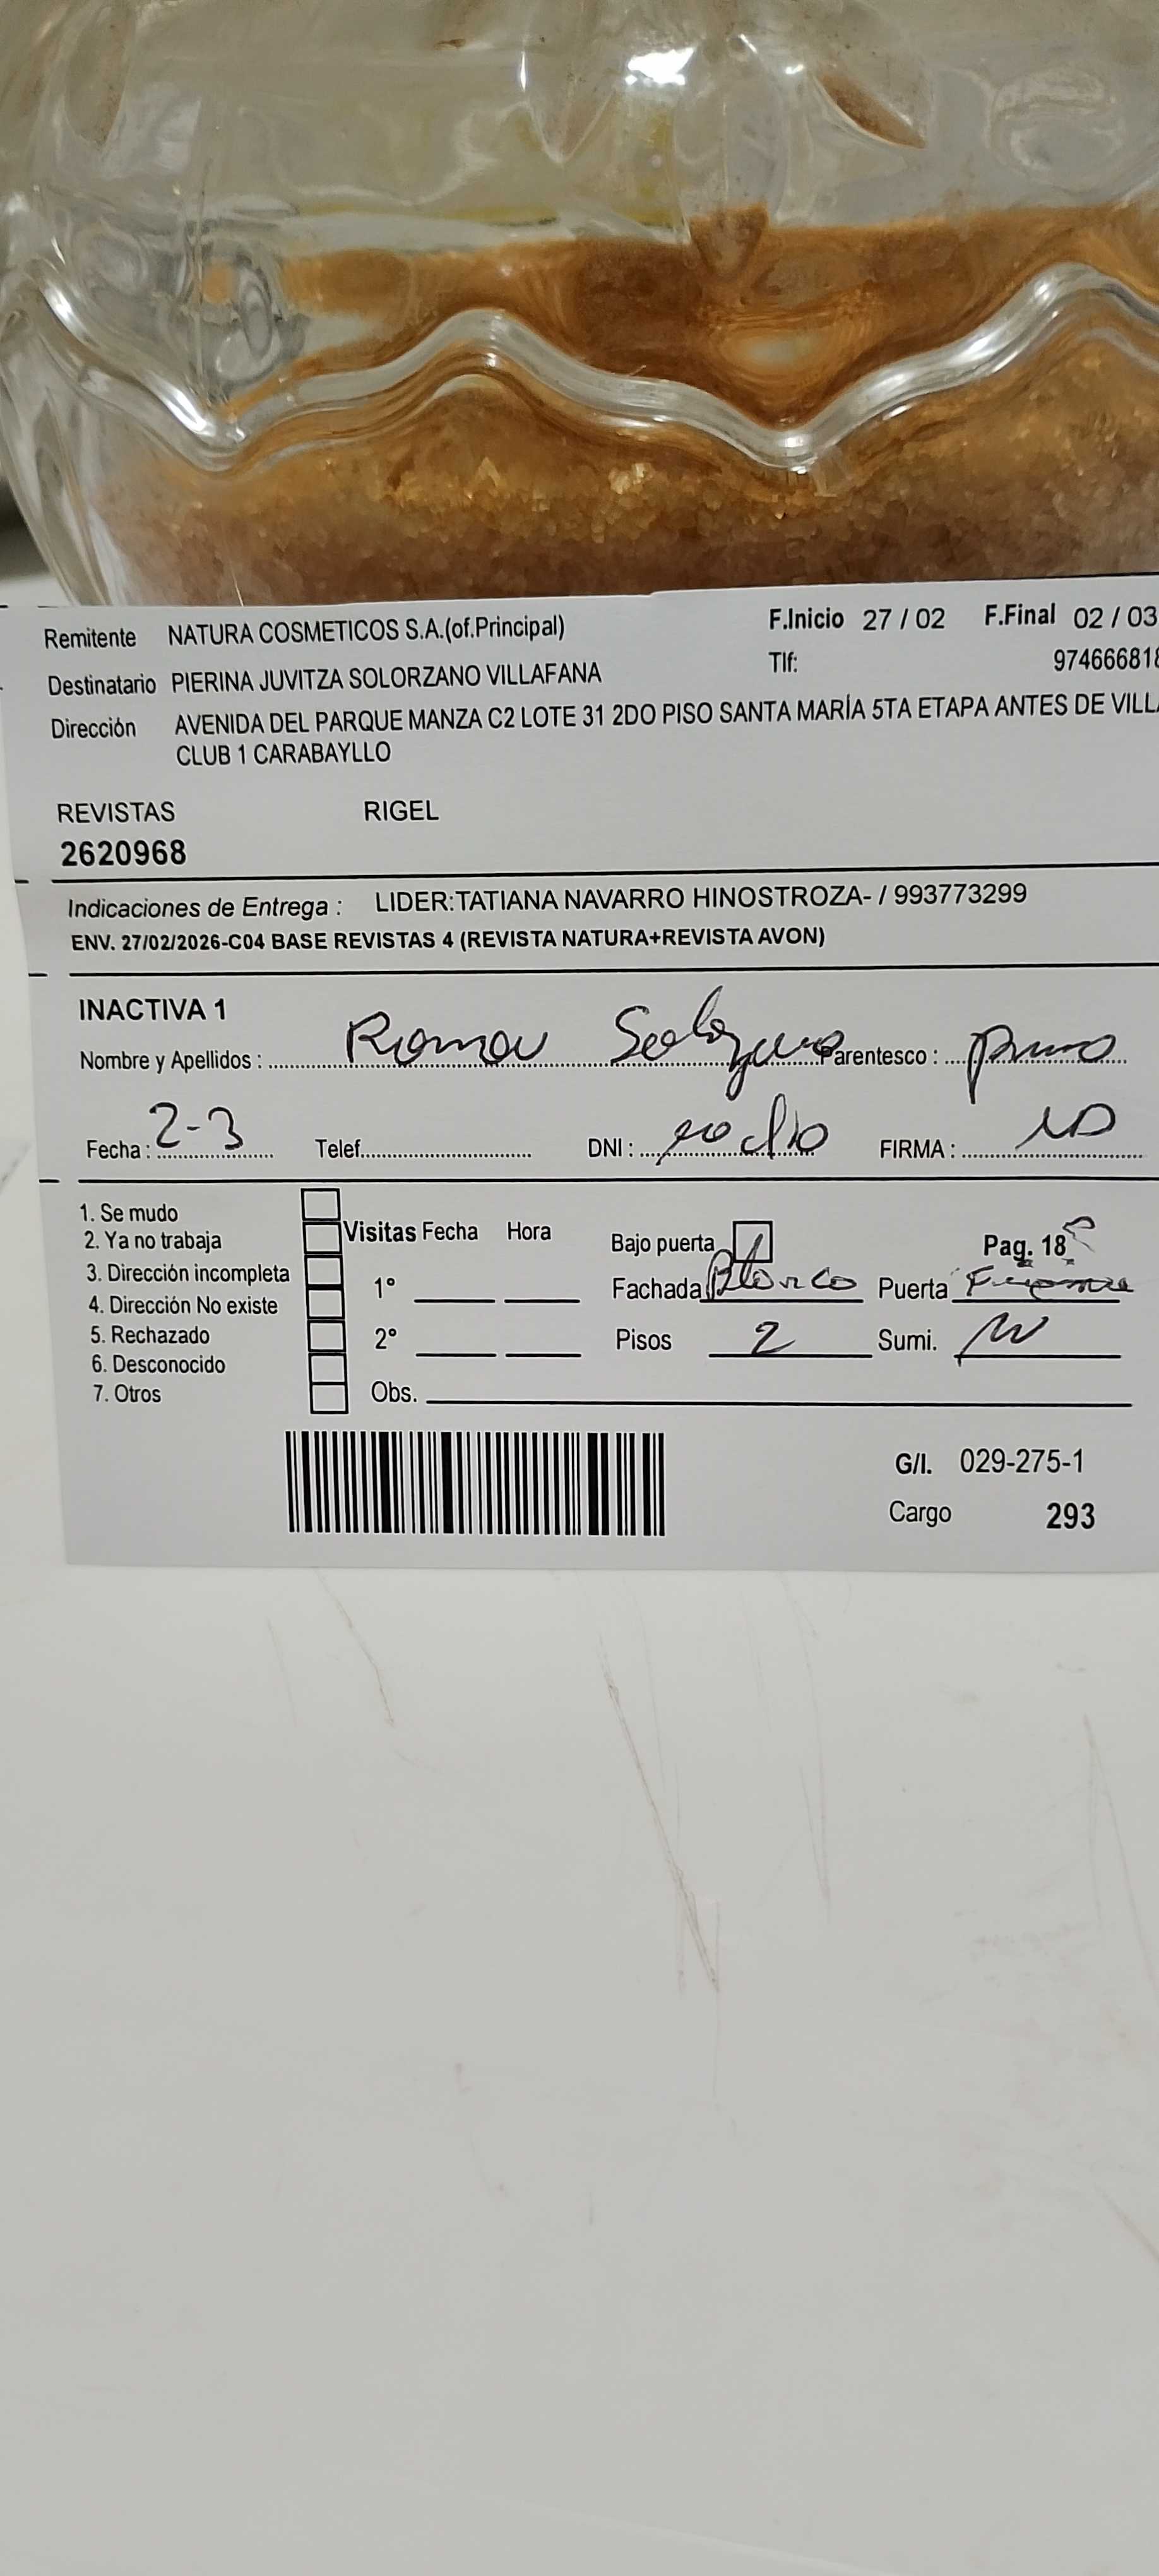 Remitente NATURA COSMETICOS S.A.(of.Principal) F.Inicio 27 / 02 F.Final 02 / 03
Destinatario PIERINA JUVITZA SOLORZANO VILLAFANA Tlf: 974666818
Dirección AVENIDA DEL PARQUE MANZA C2 LOTE 31 2DO PISO SANTA MARÍA 5TA ETAPA ANTES DE VILLA
CLUB 1 CARABAYLLO
REVISTAS RIGEL
2620968
Indicaciones de Entrega : LIDER:TATIANA NAVARRO HINOSTROZA- / 993773299
ENV. 27/02/2026-C04 BASE REVISTAS 4 (REVISTA NATURA+REVISTA AVON)
INACTIVA 1
Nombre y Apellidos : Parentesco :
Fecha : 2-3 Telef. DNI : FIRMA :
1. Se mudo
2. Ya no trabaja
3. Dirección incompleta
4. Dirección No existe
5. Rechazado
6. Desconocido
7. Otros
Visitas Fecha Hora
1°
2°
Obs.
Bajo puerta Pag. 18
Fachada Blanco Puerta
Pisos 2 Sumi.
G/I. 029-275-1
Cargo 293